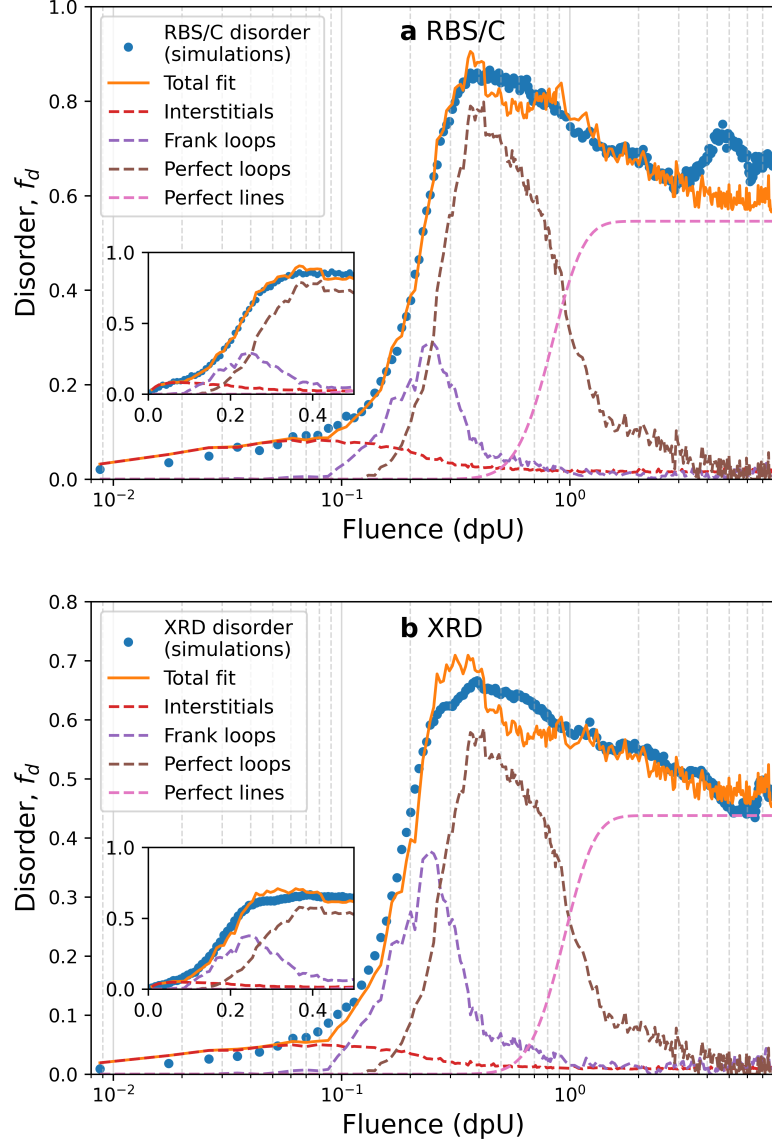 a RBS/C
RBS/C disorder
(simulations)
Total fit
Interstitials
Frank loops
Perfect loops
Perfect lines
Disorder, f_d
1.0
0.8
0.6
0.4
0.2
0.0
1.0
0.5
0.0
0.0 0.2 0.4
10⁻² 10⁻¹ 10⁰
Fluence (dpU)
b XRD
XRD disorder
(simulations)
Total fit
Interstitials
Frank loops
Perfect loops
Perfect lines
Disorder, f_d
0.8
0.7
0.6
0.5
0.4
0.3
0.2
0.1
0.0
1.0
0.5
0.0
0.0 0.2 0.4
10⁻² 10⁻¹ 10⁰
Fluence (dpU)